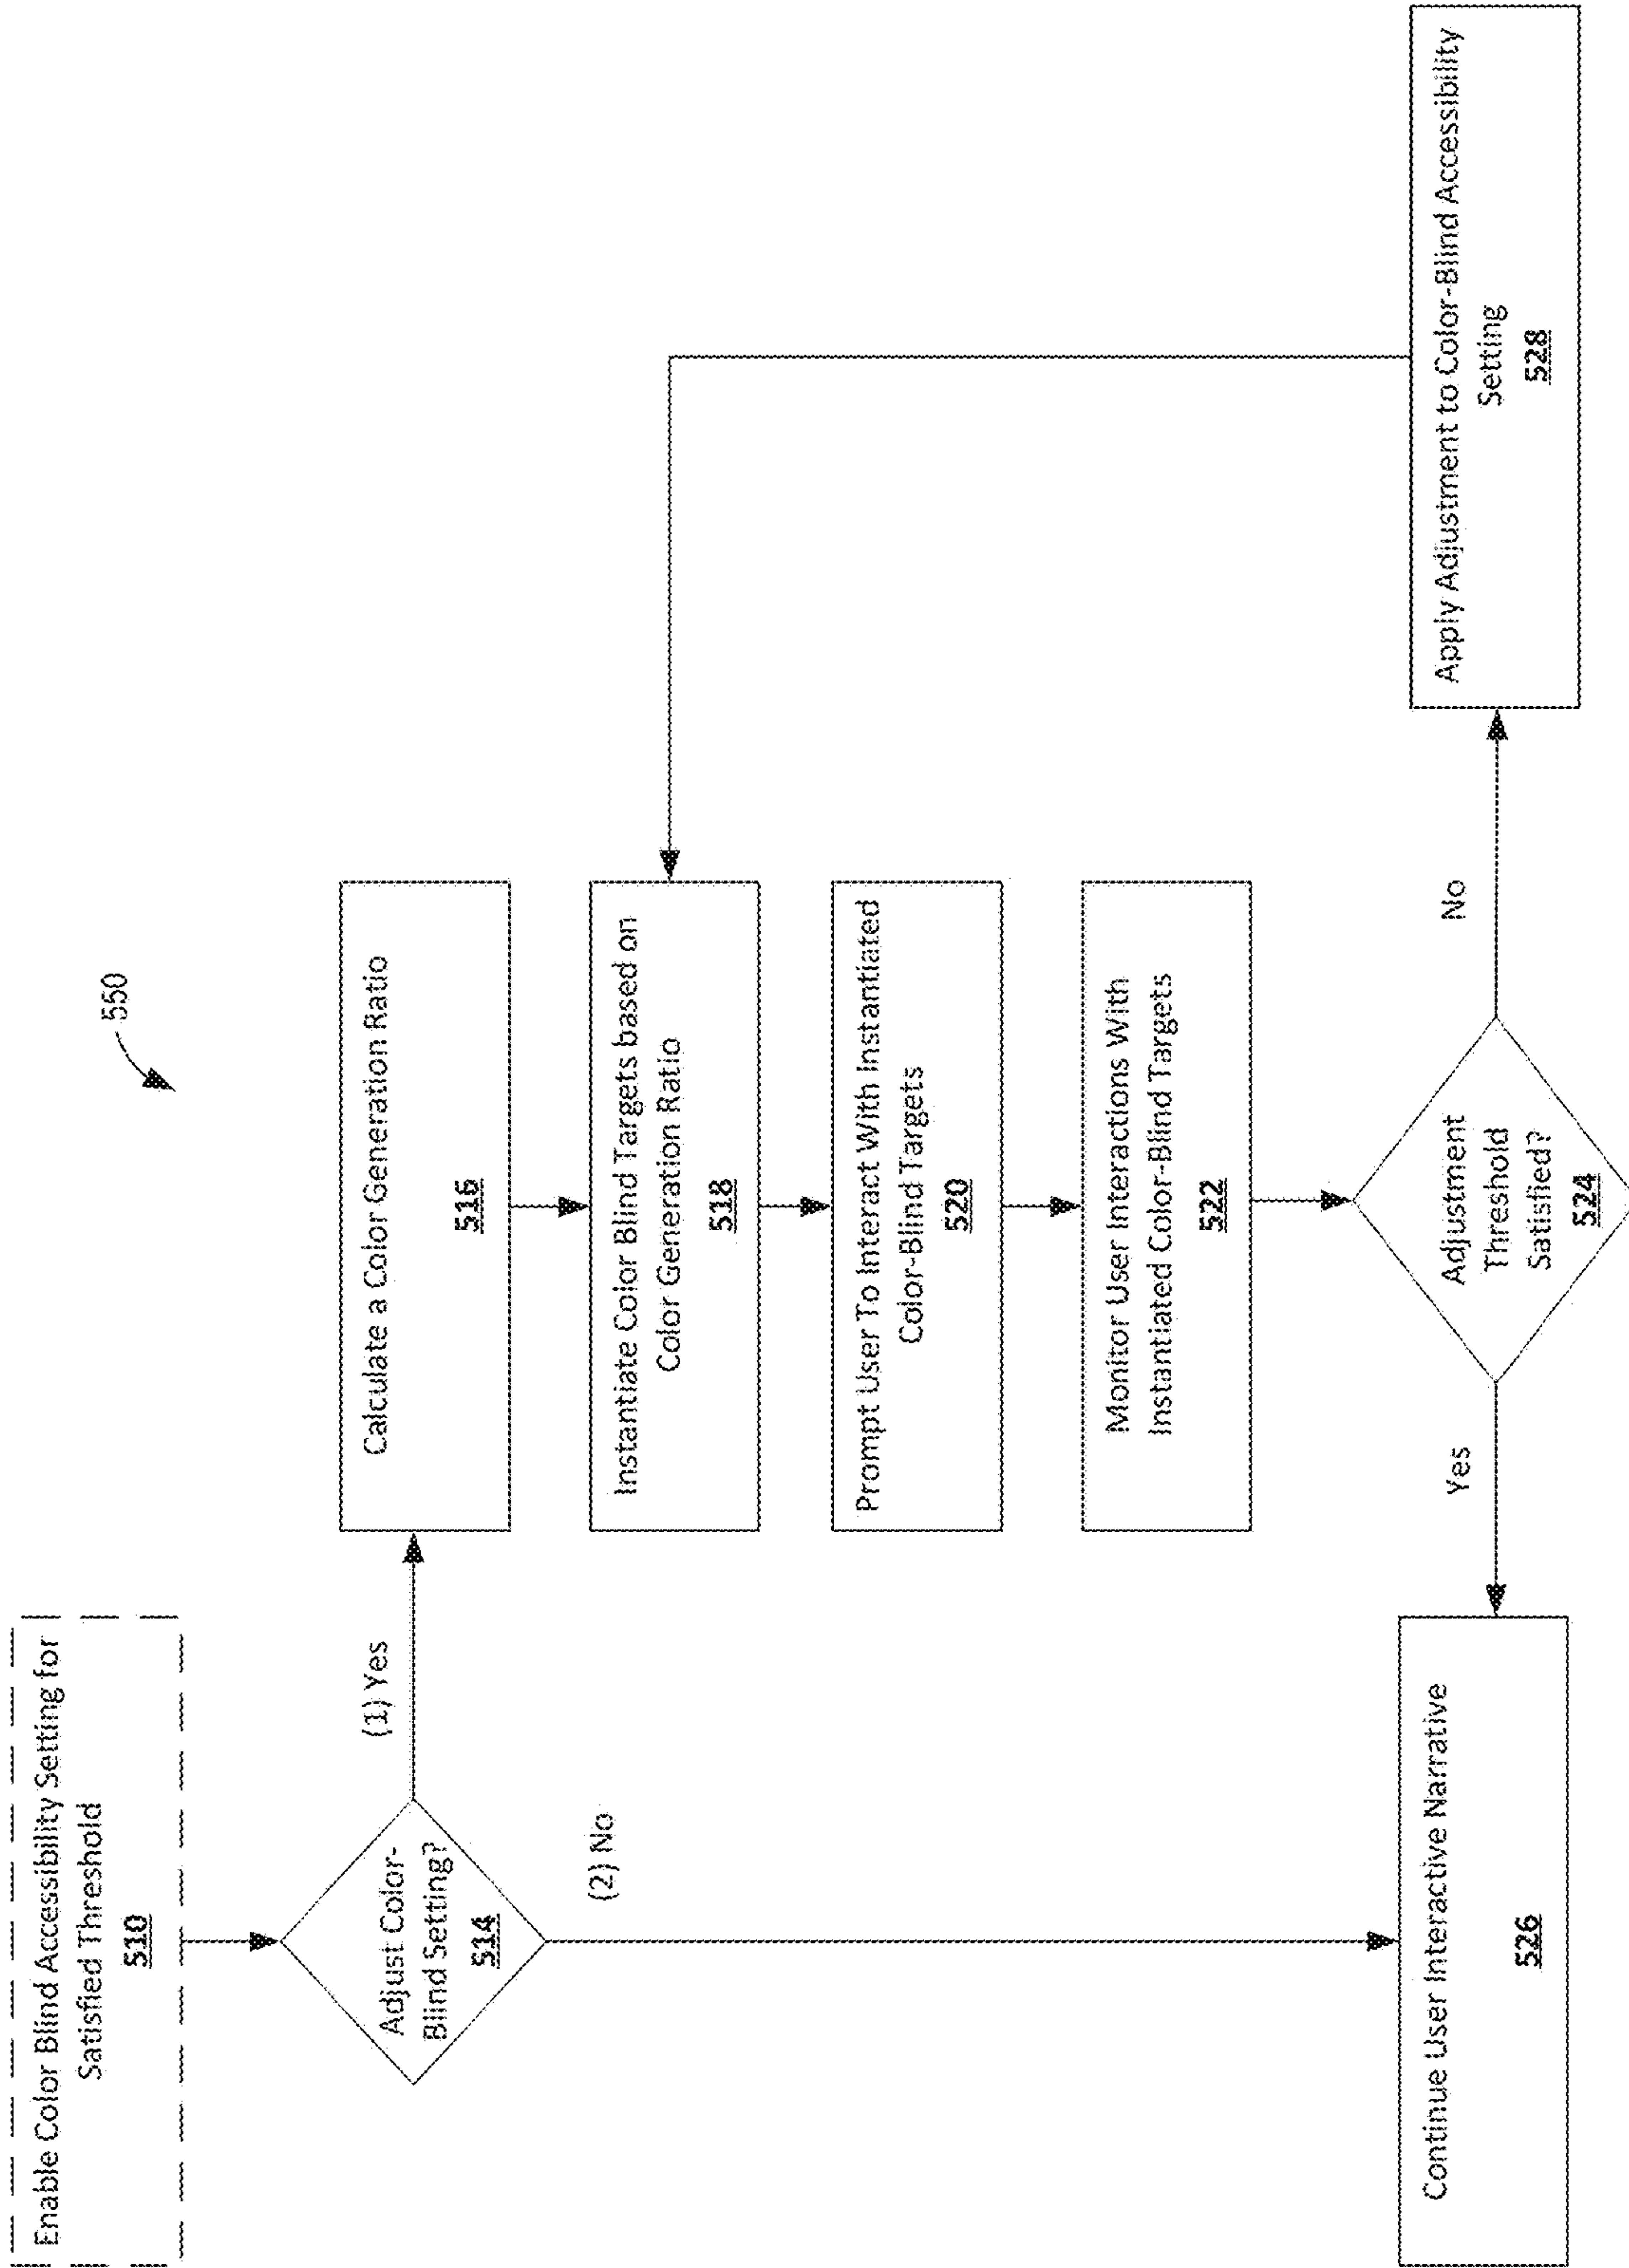 550
Enable Color Blind Accessibility Setting for
Satisfied Threshold
510
Adjust Color-
Blind Setting?
514
(1) Yes
(2) No
Calculate a Color Generation Ratio
516
Instantiate Color Blind Targets based on
Color Generation Ratio
518
Prompt User To Interact With Instantiated
Color-Blind Targets
520
Monitor User Interactions With
Instantiated Color-Blind Targets
522
Adjustment
Threshold
Satisfied?
524
Yes
No
Continue User Interactive Narrative
526
Apply Adjustment to Color-Blind Accessibility
Setting
528